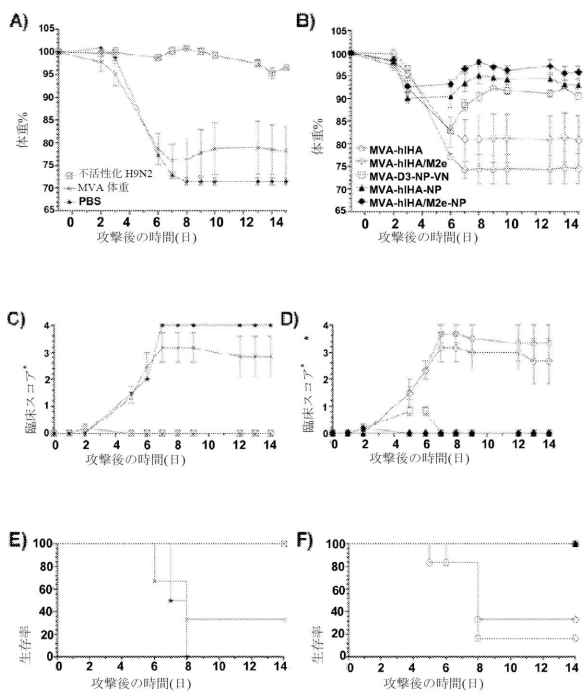 A)
体重%
100%
95
90
85
80
75
70
65
0 2 4 6 8 10 12 14
攻撃後の時間(日)
不活性化 H9N2
MVA 体重
PBS
B)
体重%
100%
95
90
85
80
75
70
65
0 2 4 6 8 10 12 14
攻撃後の時間(日)
MVA-hlHA
MVA-hlHA/M2e
MVA-D3-NP-VN
MVA-hlHA-NP
MVA-hlHA/M2e-NP
C)
臨床スコア*
4
3
2
1
0
0 2 4 6 8 10 12 14
攻撃後の時間(日)
D)
*
臨床スコア*
4
3
2
1
0
0 2 4 6 8 10 12 14
攻撃後の時間(日)
E)
生存率
100
80
60
40
20
0
0 2 4 6 8 10 12 14
攻撃後の時間(日)
F)
生存率
100
80
60
40
20
0
0 2 4 6 8 10 12 14
攻撃後の時間(日)